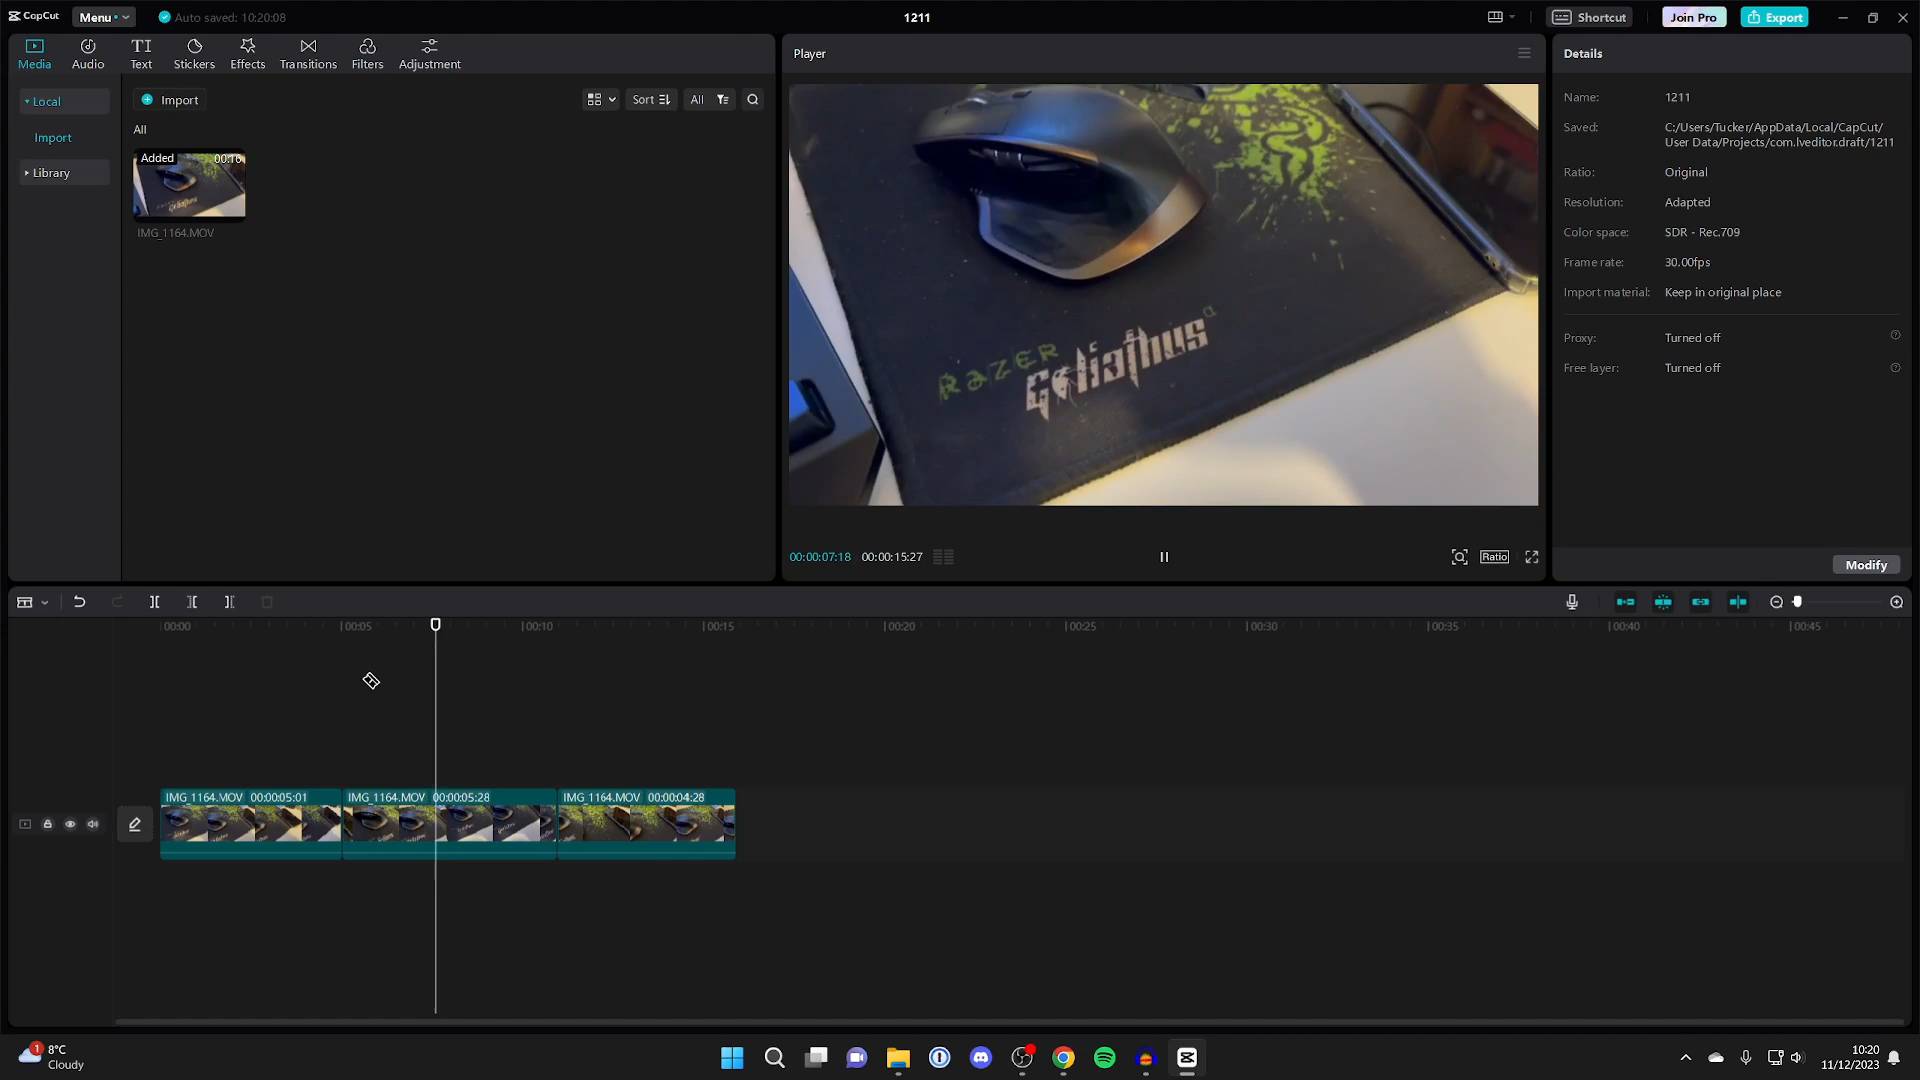 CapCut
Menu
Auto saved: 10:20:08
1211
Shortcut
Join Pro
Export
Media
Audio
Text
Stickers
Effects
Transitions
Filters
Adjustment
Local
Import
Library
Import
Sort
All
All
Added
00:16
IMG_1164.MOV
Player
RAZER
Goliathus
00:00:07:18
00:00:15:27
Ratio
Details
Name: 1211
Saved: C:/Users/Tucker/AppData/Local/CapCut/
User Data/Projects/com.lveditor.draft/1211
Ratio: Original
Resolution: Adapted
Color space: SDR - Rec.709
Frame rate: 30.00fps
Import material: Keep in original place
Proxy: Turned off
Free layer: Turned off
Modify
00:00
00:05
00:10
00:15
00:20
00:25
00:30
00:35
00:40
00:45
IMG_1164.MOV 00:00:05:01
IMG_1164.MOV 00:00:05:28
IMG_1164.MOV 00:00:04:28
1
8°C
Cloudy
10:20
11/12/2023